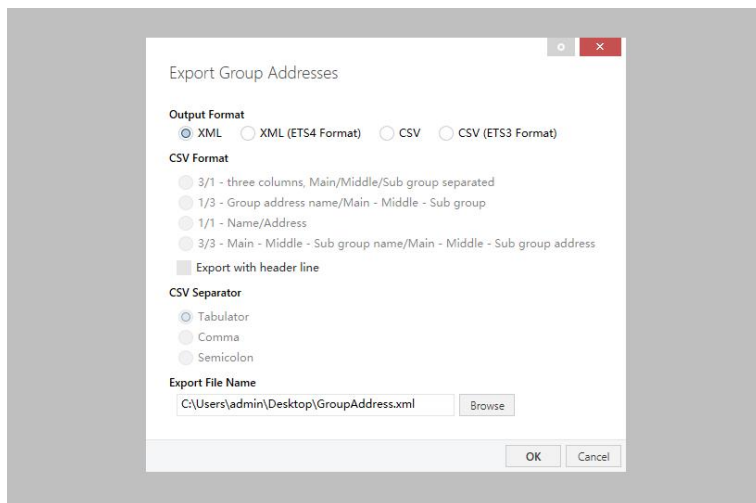 Export Group Addresses
Output Format
XML XML (ETS4 Format) CSV CSV (ETS3 Format)
CSV Format
3/1 - three columns, Main/Middle/Sub group separated
1/3 - Group address name/Main - Middle - Sub group
1/1 - Name/Address
3/3 - Main - Middle - Sub group name/Main - Middle - Sub group address
Export with header line
CSV Separator
Tabulator
Comma
Semicolon
Export File Name
C:\Users\admin\Desktop\GroupAddress.xml Browse
OK Cancel